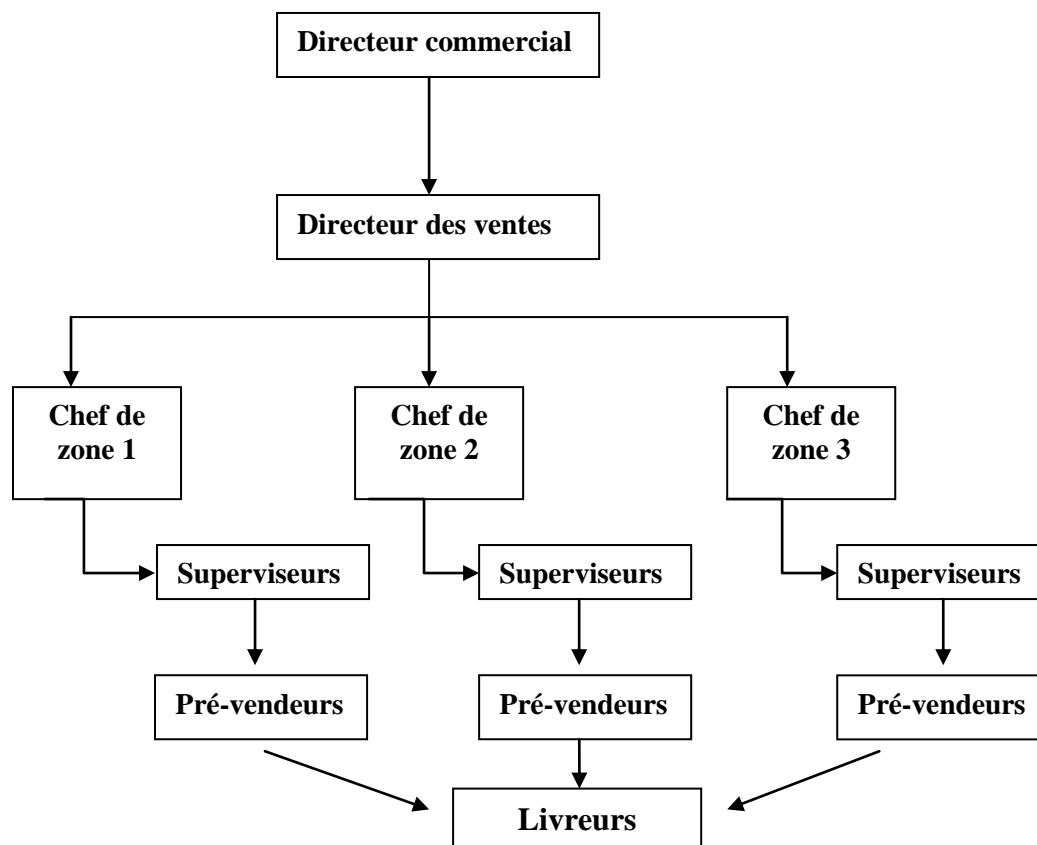 Directeur commercial
Directeur des ventes
Chef de
zone 1
Chef de
zone 2
Chef de
zone 3
Superviseurs
Superviseurs
Superviseurs
Pré-vendeurs
Pré-vendeurs
Pré-vendeurs
Livreurs